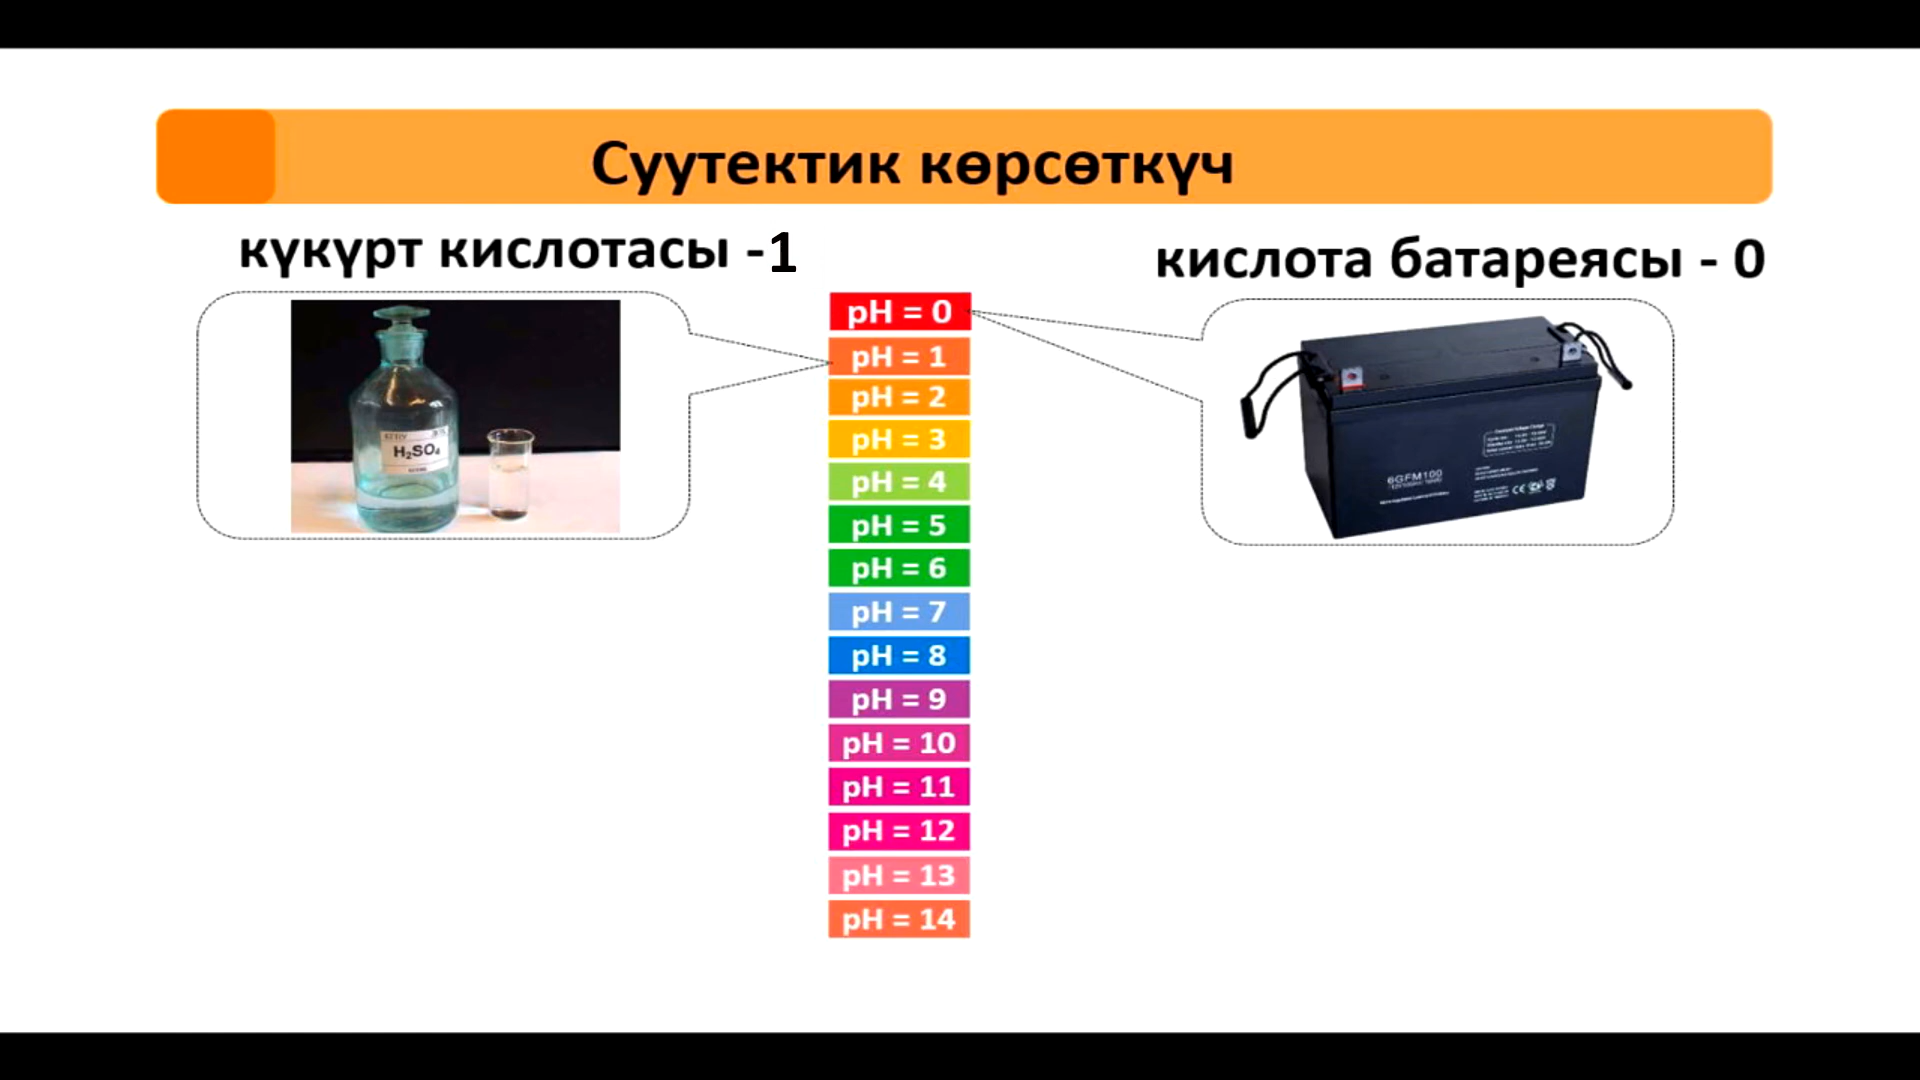 Суутектик көрсөткүч
күкүрт кислотасы -1
кислота батареясы - 0
H₂SO₄
6GFM100
pH = 0
pH = 1
pH = 2
pH = 3
pH = 4
pH = 5
pH = 6
pH = 7
pH = 8
pH = 9
pH = 10
pH = 11
pH = 12
pH = 13
pH = 14